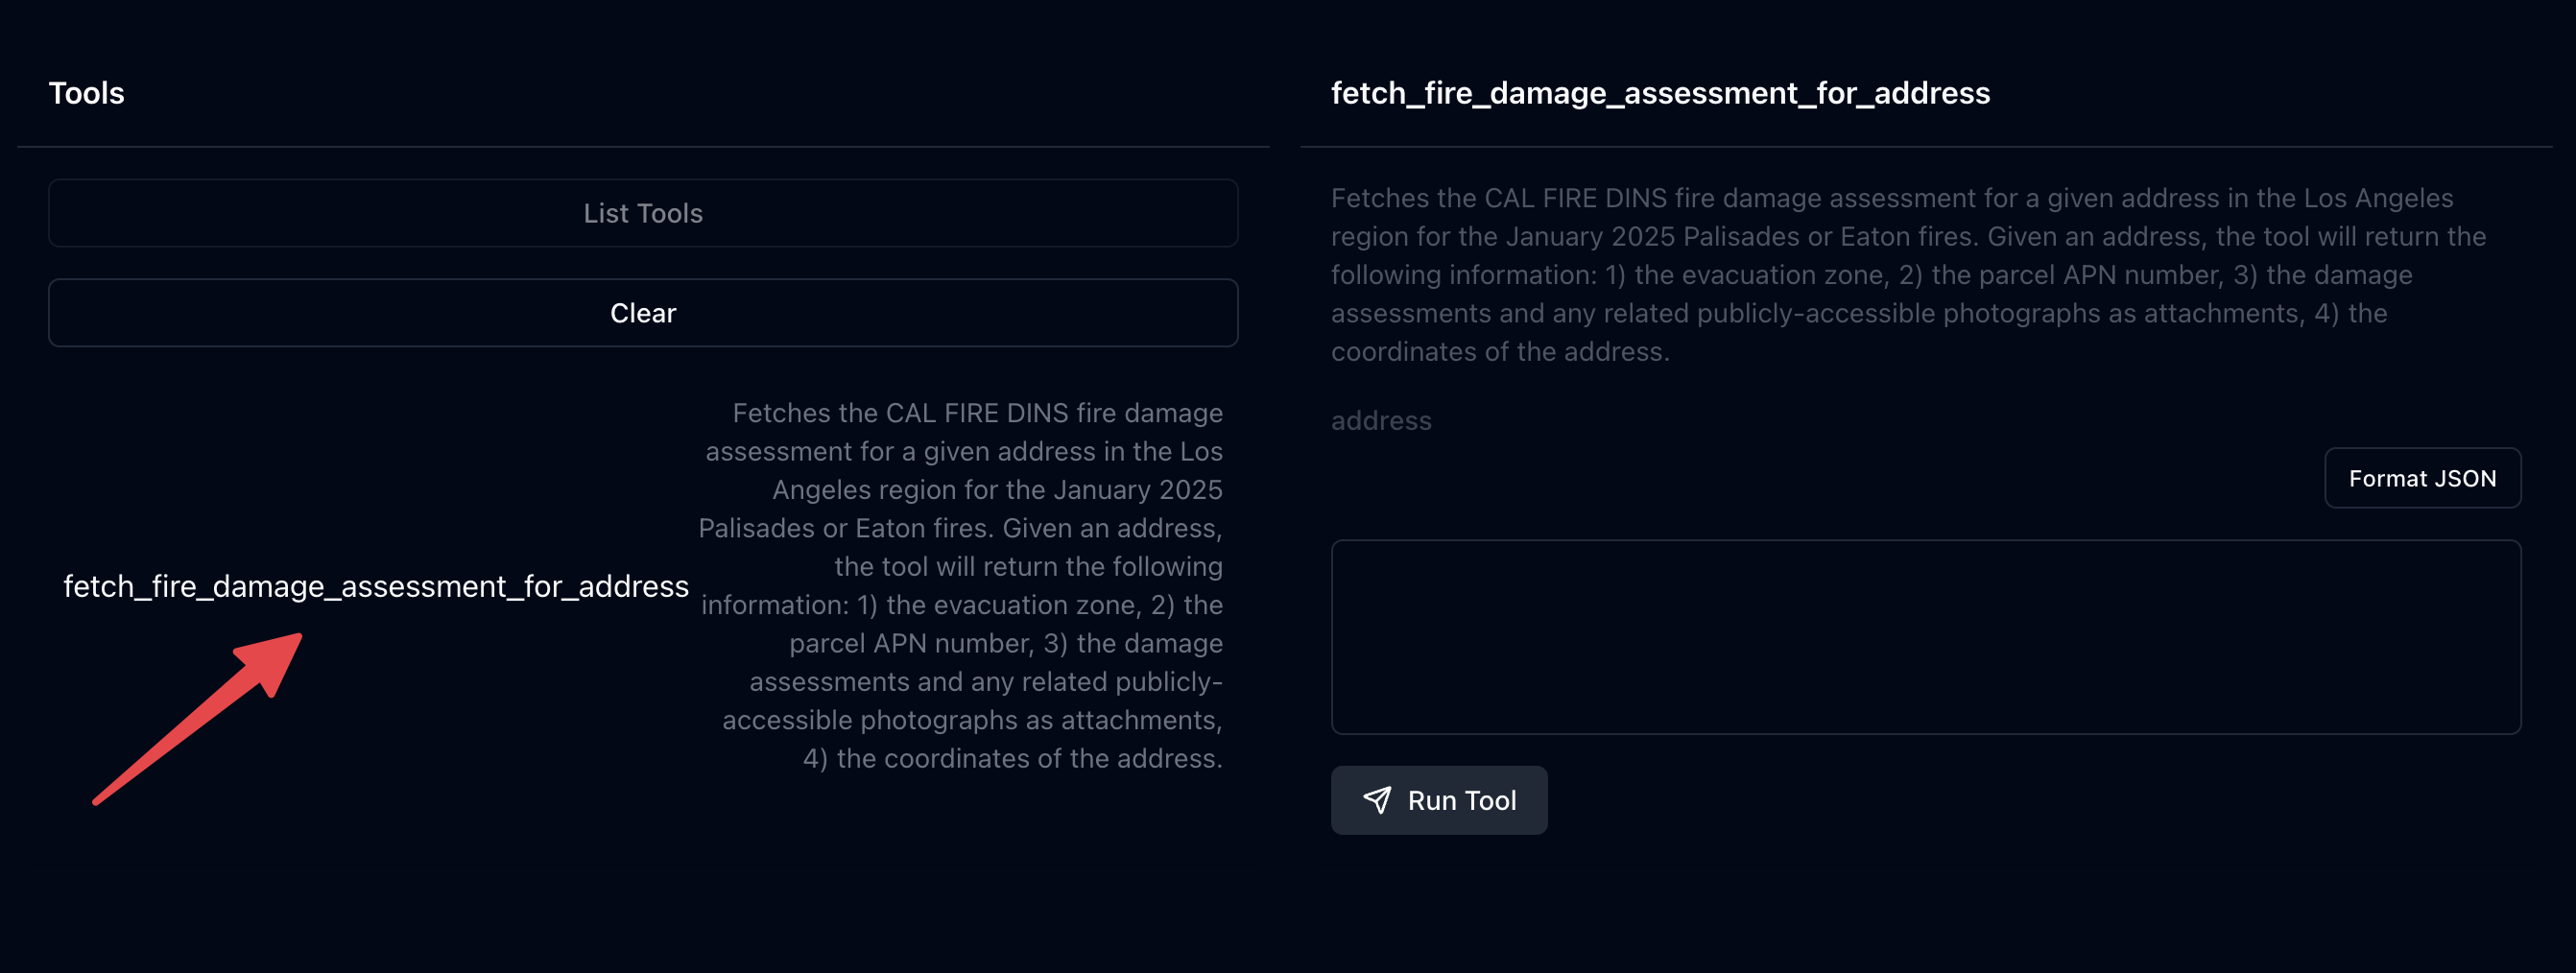 Tools
List Tools
Clear
fetch_fire_damage_assessment_for_address
Fetches the CAL FIRE DINS fire damage
assessment for a given address in the Los
Angeles region for the January 2025
Palisades or Eaton fires. Given an address,
the tool will return the following
information: 1) the evacuation zone, 2) the
parcel APN number, 3) the damage
assessments and any related publicly-
accessible photographs as attachments,
4) the coordinates of the address.
fetch_fire_damage_assessment_for_address
Fetches the CAL FIRE DINS fire damage assessment for a given address in the Los Angeles
region for the January 2025 Palisades or Eaton fires. Given an address, the tool will return the
following information: 1) the evacuation zone, 2) the parcel APN number, 3) the damage
assessments and any related publicly-accessible photographs as attachments, 4) the
coordinates of the address.
address
Format JSON
Run Tool